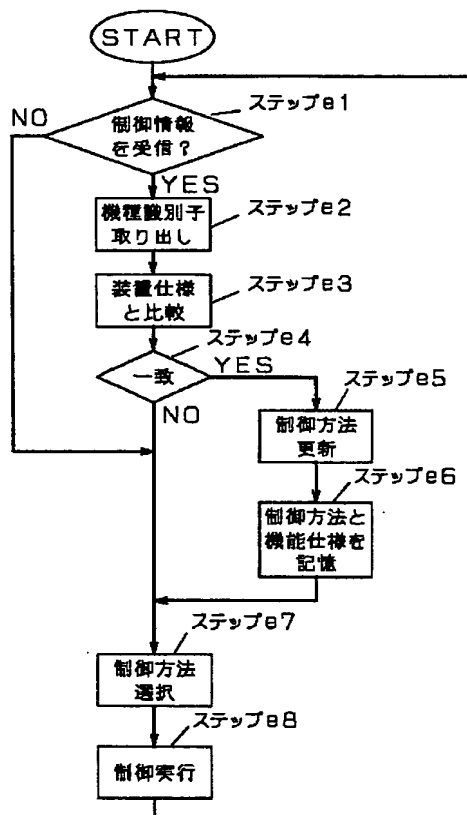 START
ステップe1
NO
制御情報
を受信？
YES
ステップe2
機種識別子
取り出し
ステップe3
装置仕様
と比較
ステップe4
一致
YES
NO
ステップe5
制御方法
更新
ステップe6
制御方法と
機能仕様を
記憶
ステップe7
制御方法
選択
ステップe8
制御実行